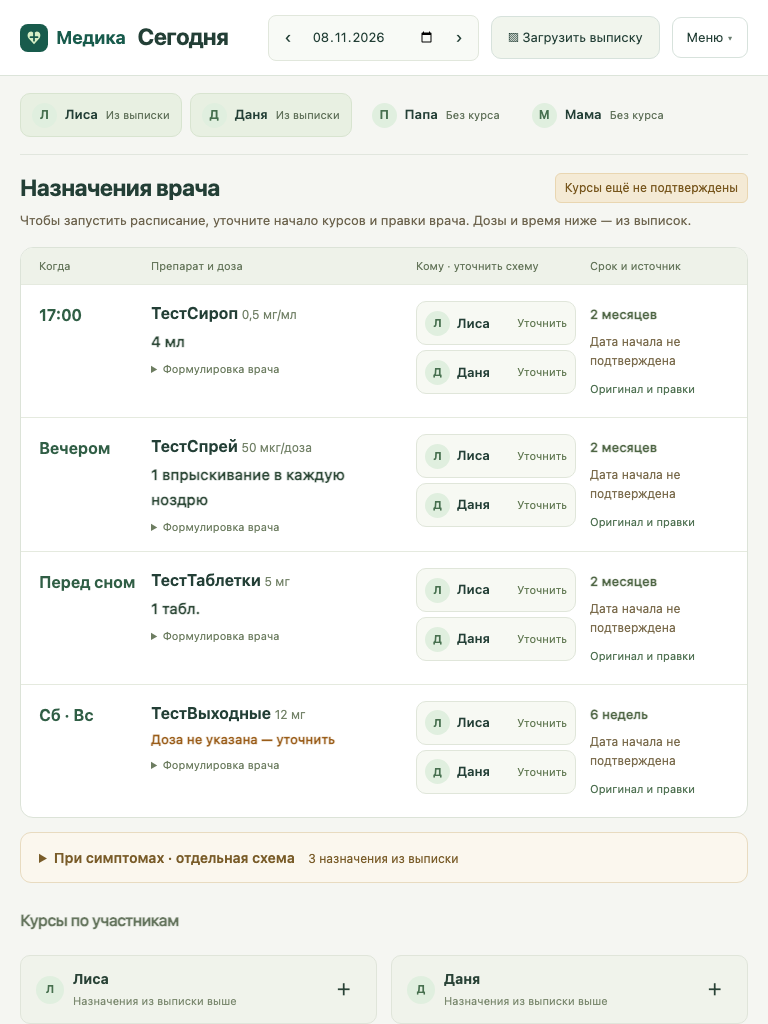 Медика Сегодня ‹ 08.11.2026 › Загрузить выписку Меню ▾
Л Лиса Из выписки Д Даня Из выписки П Папа Без курса М Мама Без курса
Назначения врача Курсы ещё не подтверждены
Чтобы запустить расписание, уточните начало курсов и правки врача. Дозы и время ниже — из выписок.
Когда Препарат и доза Кому · уточнить схему Срок и источник
17:00 ТестСироп 0,5 мг/мл Л Лиса Уточнить 2 месяцев
4 мл Дата начала не
подтверждена
▶ Формулировка врача Д Даня Уточнить
Оригинал и правки
Вечером ТестСпрей 50 мкг/доза Л Лиса Уточнить 2 месяцев
1 впрыскивание в каждую Дата начала не
ноздрю Д Даня Уточнить подтверждена
▶ Формулировка врача Оригинал и правки
Перед сном ТестТаблетки 5 мг Л Лиса Уточнить 2 месяцев
1 табл. Дата начала не
подтверждена
▶ Формулировка врача Д Даня Уточнить
Оригинал и правки
Сб · Вс ТестВыходные 12 мг Л Лиса Уточнить 6 недель
Доза не указана — уточнить Дата начала не
подтверждена
▶ Формулировка врача Д Даня Уточнить
Оригинал и правки
▶ При симптомах · отдельная схема 3 назначения из выписки
Курсы по участникам
Л Лиса + Д Даня +
Назначения из выписки выше Назначения из выписки выше